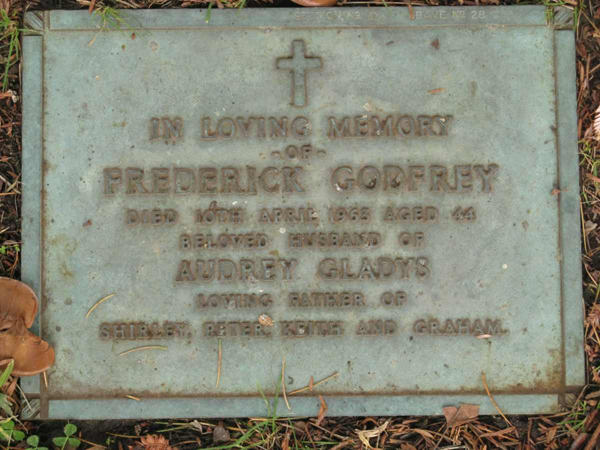 IN LOVING MEMORY
-OF-
FREDERICK GODFREY
DIED 10TH APRIL 1963 AGED 44
BELOVED HUSBAND OF
AUDREY GLADYS
LOVING FATHER OF
SHIRLEY, PETER, KEITH AND GRAHAM.